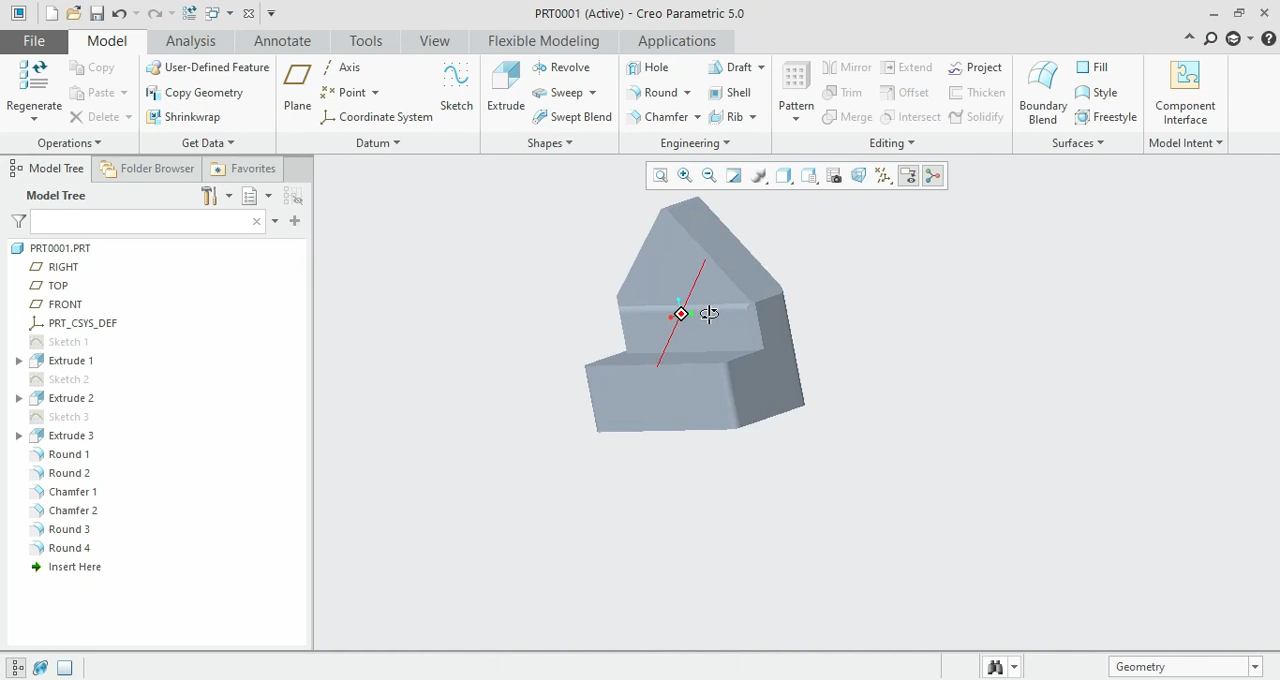 PRT0001 (Active) - Creo Parametric 5.0
File Model Analysis Annotate Tools View Flexible Modeling Applications
Regenerate
Copy
Paste
Delete
Operations
User-Defined Feature
Copy Geometry
Shrinkwrap
Get Data
Plane
Axis
Point
Coordinate System
Sketch
Datum
Extrude
Revolve
Sweep
Swept Blend
Shapes
Hole
Round
Chamfer
Draft
Shell
Rib
Engineering
Pattern
Mirror
Trim
Merge
Extend
Offset
Intersect
Project
Thicken
Solidify
Editing
Boundary
Blend
Fill
Style
Freestyle
Surfaces
Component
Interface
Model Intent
Model Tree Folder Browser Favorites
Model Tree
PRT0001.PRT
RIGHT
TOP
FRONT
PRT_CSYS_DEF
Sketch 1
Extrude 1
Sketch 2
Extrude 2
Sketch 3
Extrude 3
Round 1
Round 2
Chamfer 1
Chamfer 2
Round 3
Round 4
Insert Here
Geometry